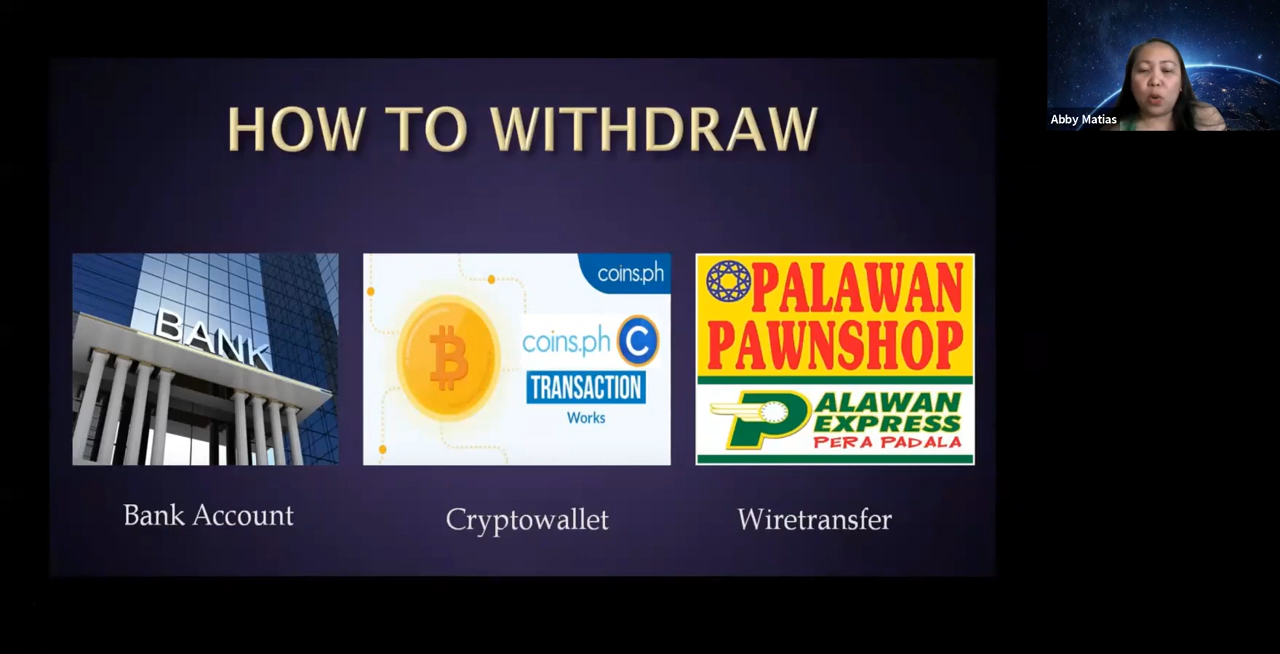 HOW TO WITHDRAW
Abby Matias
BANK
coins.ph
B
coins.ph C
TRANSACTION
Works
PALAWAN
PAWNSHOP
PALAWAN
EXPRESS
PERA PADALA
Bank Account
Cryptowallet
Wiretransfer